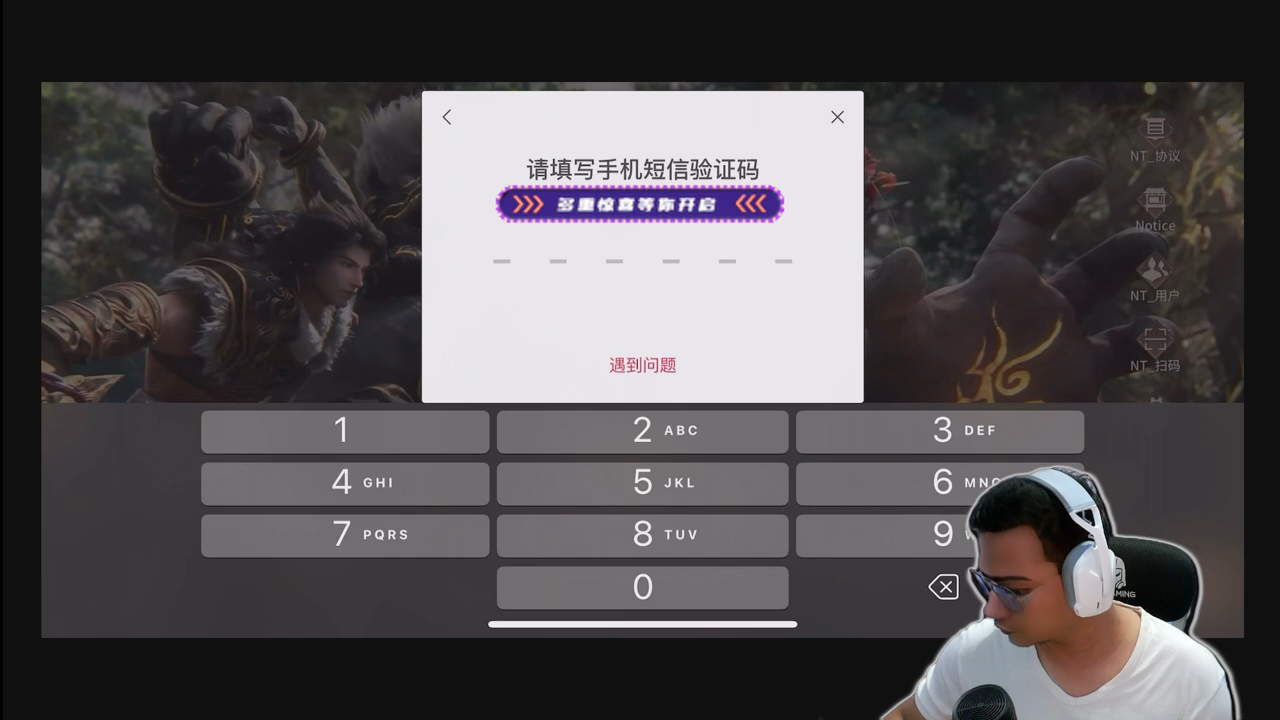 请填写手机短信验证码
多重惊喜等你开启
遇到问题
NT_协议
Notice
NT_用户
NT_扫码
1
2 ABC
3 DEF
4 GHI
5 JKL
6 MNO
7 PQRS
8 TUV
9
0